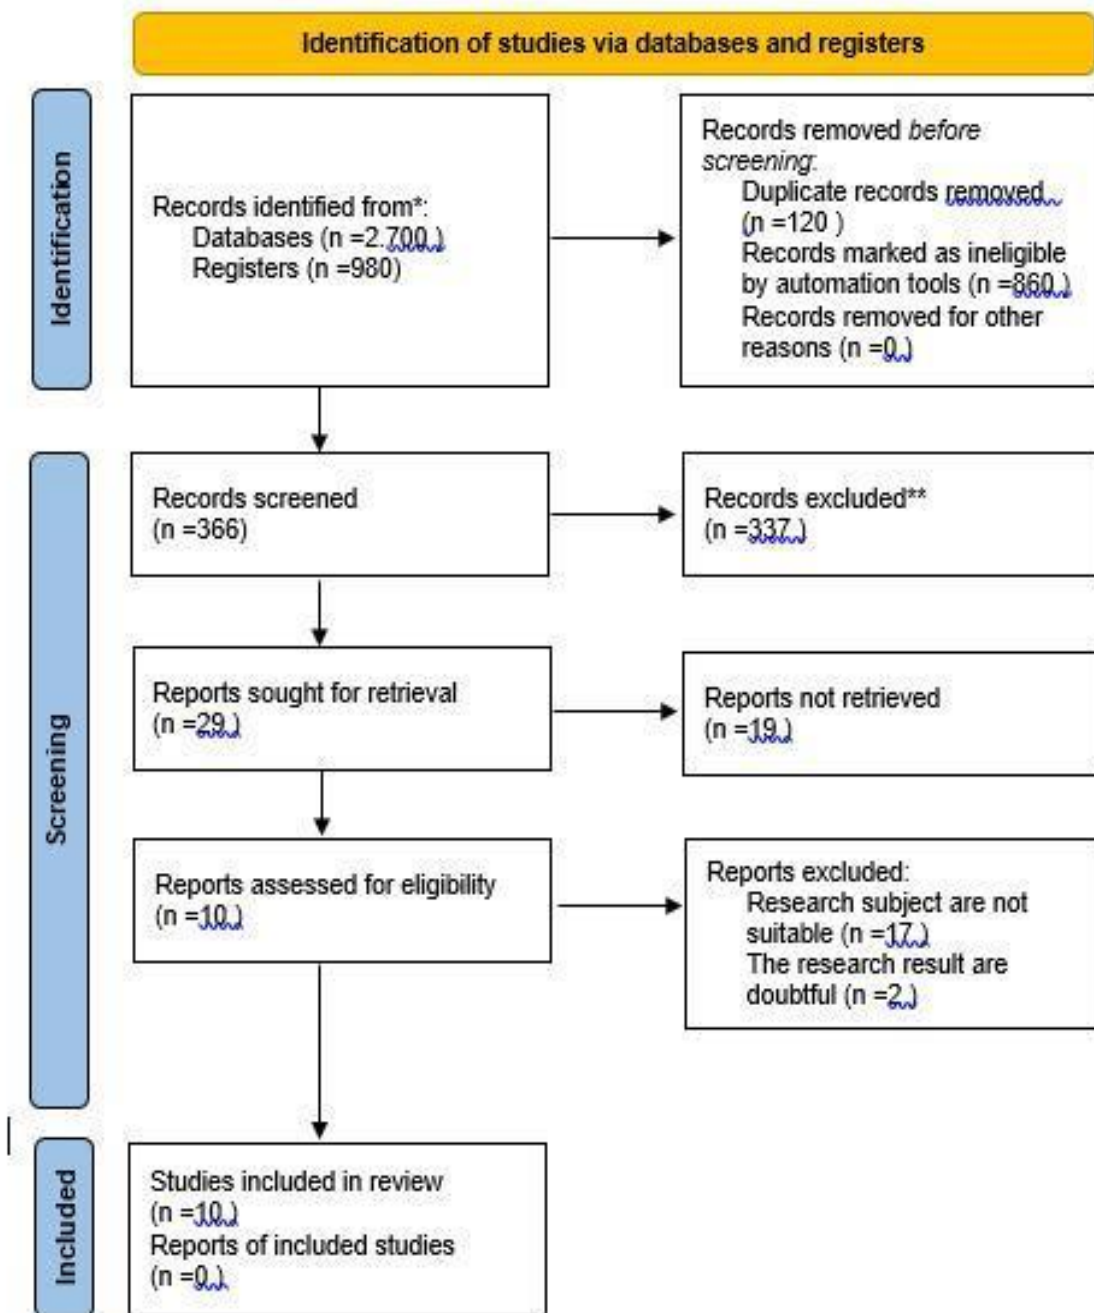 Identification of studies via databases and registers
Identification
Records identified from*:
Databases (n =2.700 )
Registers (n =980)
Records removed before
screening:
Duplicate records removed
(n =120 )
Records marked as ineligible
by automation tools (n =860 )
Records removed for other
reasons (n =0 )
Screening
Records screened
(n =366)
Records excluded**
(n =337 )
Reports sought for retrieval
(n =29 )
Reports not retrieved
(n =19 )
Reports assessed for eligibility
(n =10 )
Reports excluded:
Research subject are not
suitable (n =17 )
The research result are
doubtful (n =2 )
Included
Studies included in review
(n =10 )
Reports of included studies
(n =0 )